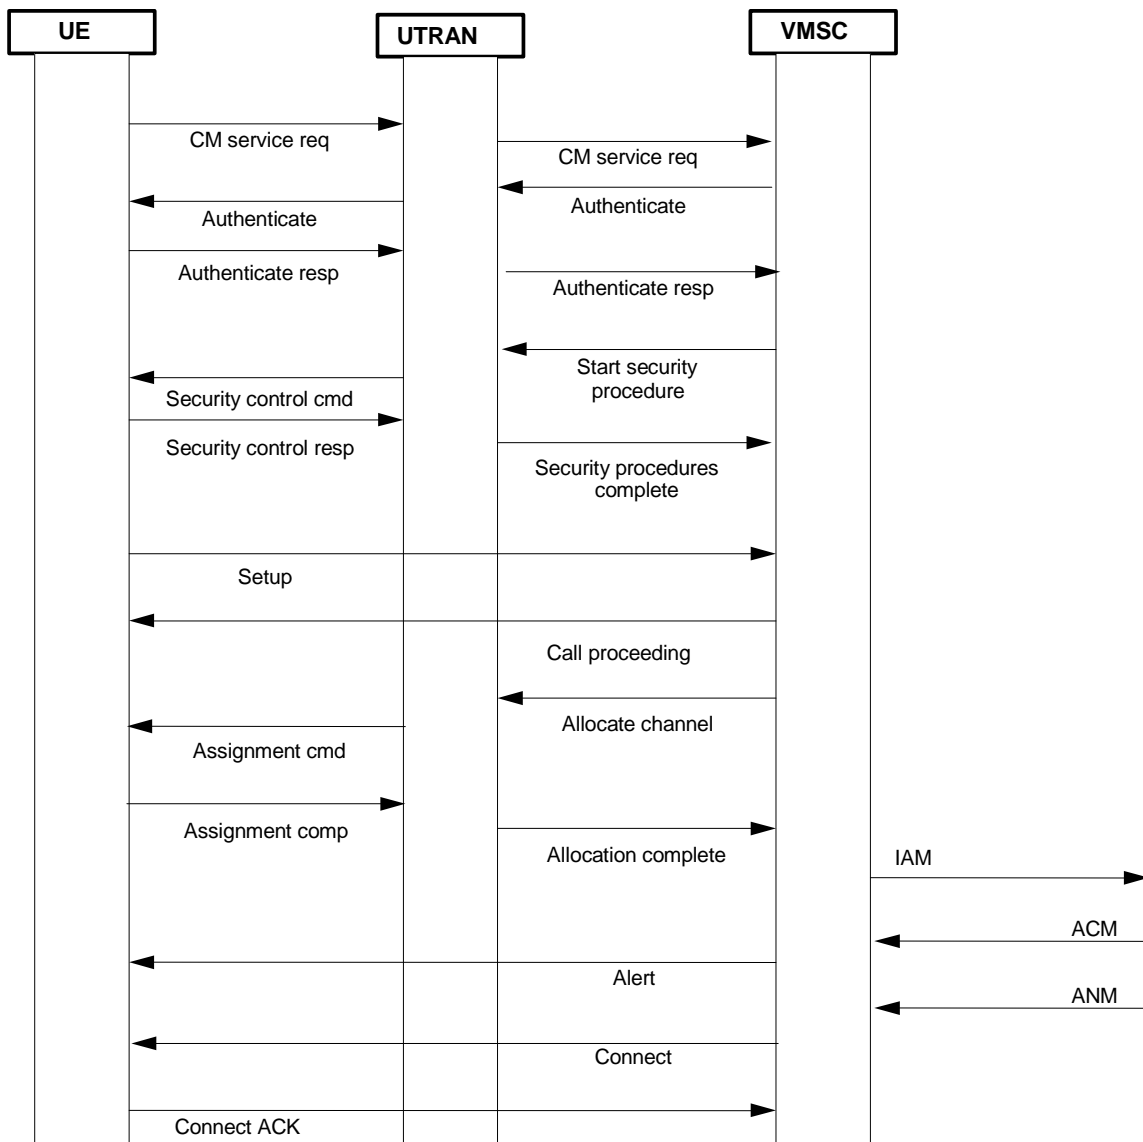 UE
UTRAN
VMSC
CM service req
CM service req
Authenticate
Authenticate
Authenticate resp
Authenticate resp
Start security
procedure
Security control cmd
Security control resp
Security procedures
complete
Setup
Call proceeding
Allocate channel
Assignment cmd
Assignment comp
Allocation complete
IAM
ACM
Alert
ANM
Connect
Connect ACK